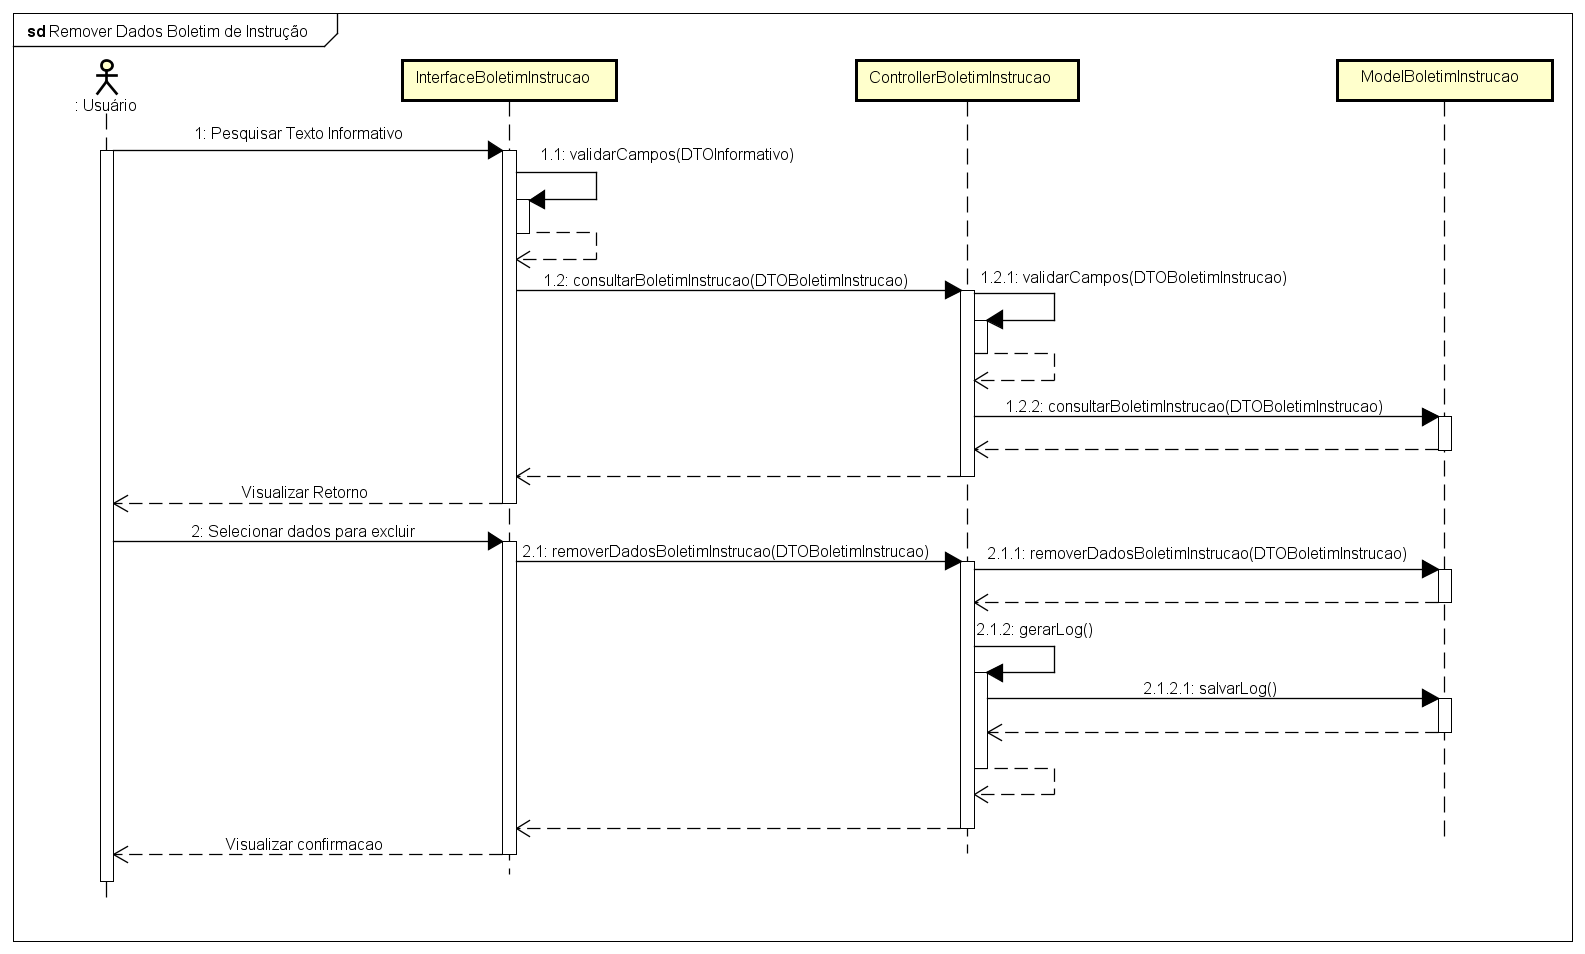 sd Remover Dados Boletim de Instrução
: Usuário
InterfaceBoletimInstrucao
ControllerBoletimInstrucao
ModelBoletimInstrucao
1: Pesquisar Texto Informativo
1.1: validarCampos(DTOInformativo)
1.2: consultarBoletimInstrucao(DTOBoletimInstrucao)
1.2.1: validarCampos(DTOBoletimInstrucao)
1.2.2: consultarBoletimInstrucao(DTOBoletimInstrucao)
Visualizar Retorno
2: Selecionar dados para excluir
2.1: removerDadosBoletimInstrucao(DTOBoletimInstrucao)
2.1.1: removerDadosBoletimInstrucao(DTOBoletimInstrucao)
2.1.2: gerarLog()
2.1.2.1: salvarLog()
Visualizar confirmacao